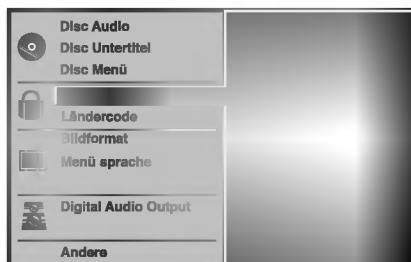 Disc Audio
Disc Untertitel
Disc Menü
Ländercode
Bildformat
Menü sprache
Digital Audio Output
Andere